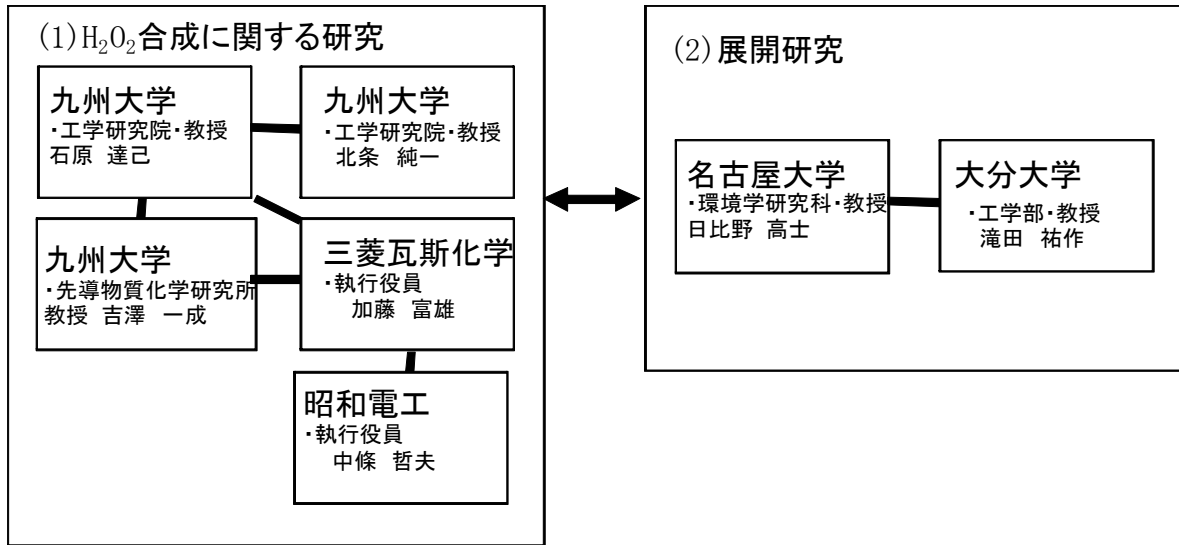 (1)H₂O₂合成に関する研究
九州大学
・工学研究院・教授
石原 達己
九州大学
・工学研究院・教授
北条 純一
九州大学
・先導物質化学研究所
教授 吉澤 一成
三菱瓦斯化学
・執行役員
加藤 富雄
昭和電工
・執行役員
中條 哲夫
(2)展開研究
名古屋大学
・環境学研究科・教授
日比野 高士
大分大学
・工学部・教授
滝田 祐作